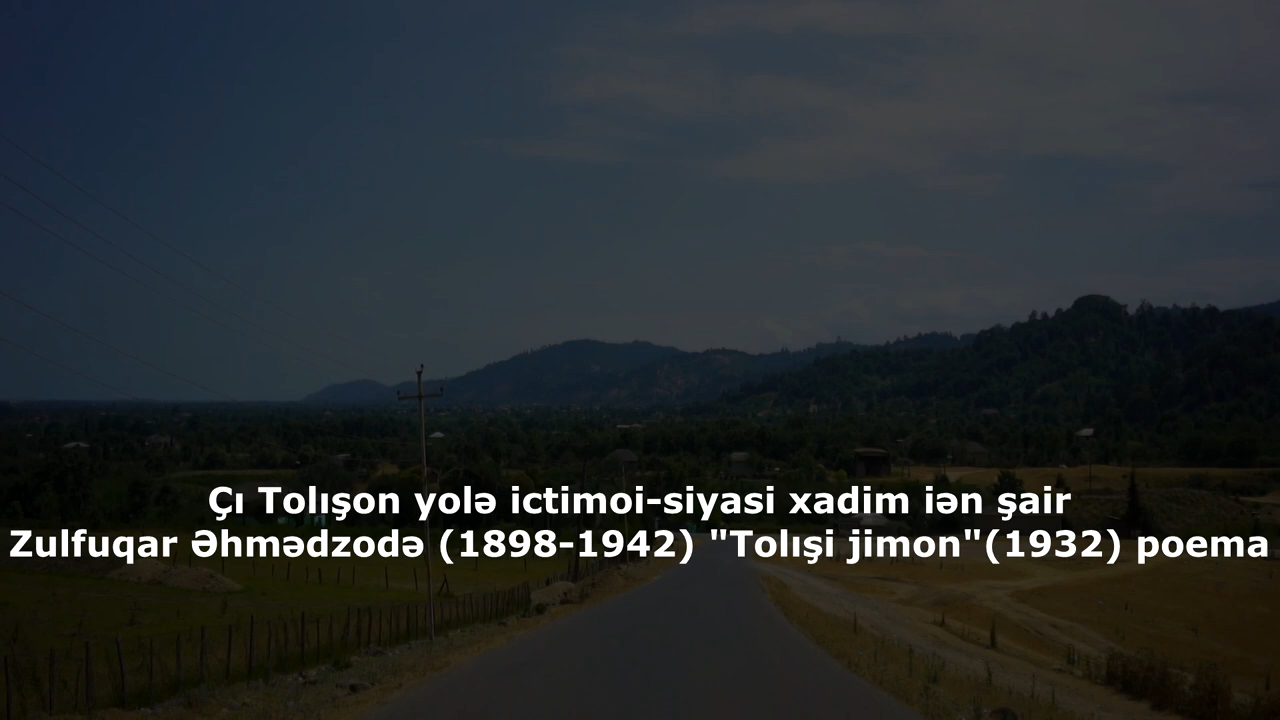 Çı Tolışon yolə ictimoi-siyasi xadim iən şair
Zulfuqar Əhmədzodə (1898-1942) "Tolışi jimon"(1932) poema